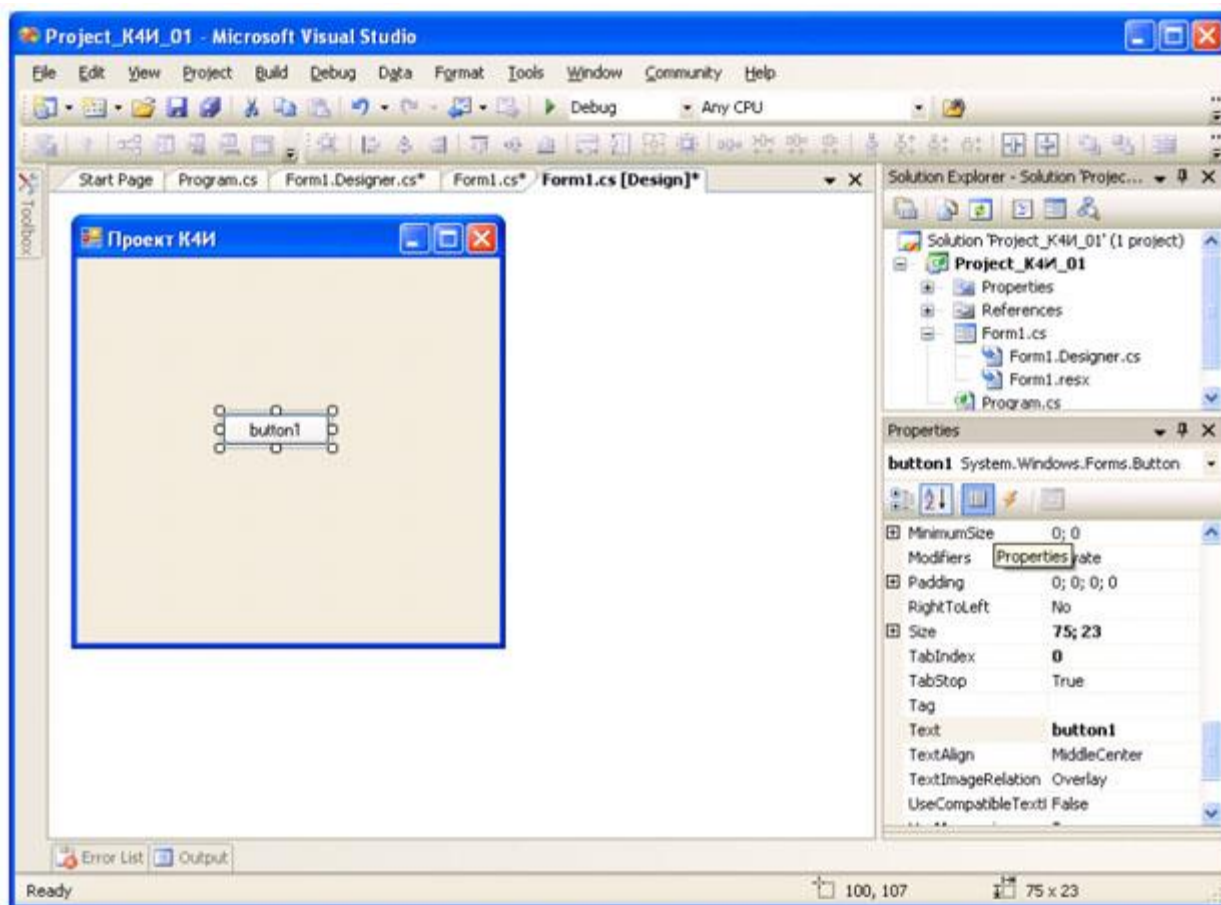 Project_К4И_01 - Microsoft Visual Studio
File Edit View Project Build Debug Data Format Tools Window Community Help
Debug Any CPU
Toolbox
Start Page Program.cs Form1.Designer.cs* Form1.cs* Form1.cs [Design]*
Проект К4И
button1
Solution Explorer - Solution 'Projec...
Solution 'Project_К4И_01' (1 project)
Project_К4И_01
Properties
References
Form1.cs
Form1.Designer.cs
Form1.resx
Program.cs
Properties
button1 System.Windows.Forms.Button
MinimumSize 0; 0
Modifiers Properties
Padding 0; 0; 0; 0
RightToLeft No
Size 75; 23
TabIndex 0
TabStop True
Tag
Text button1
TextAlign MiddleCenter
TextImageRelation Overlay
UseCompatibleText False
Error List Output
Ready 100, 107 75 x 23